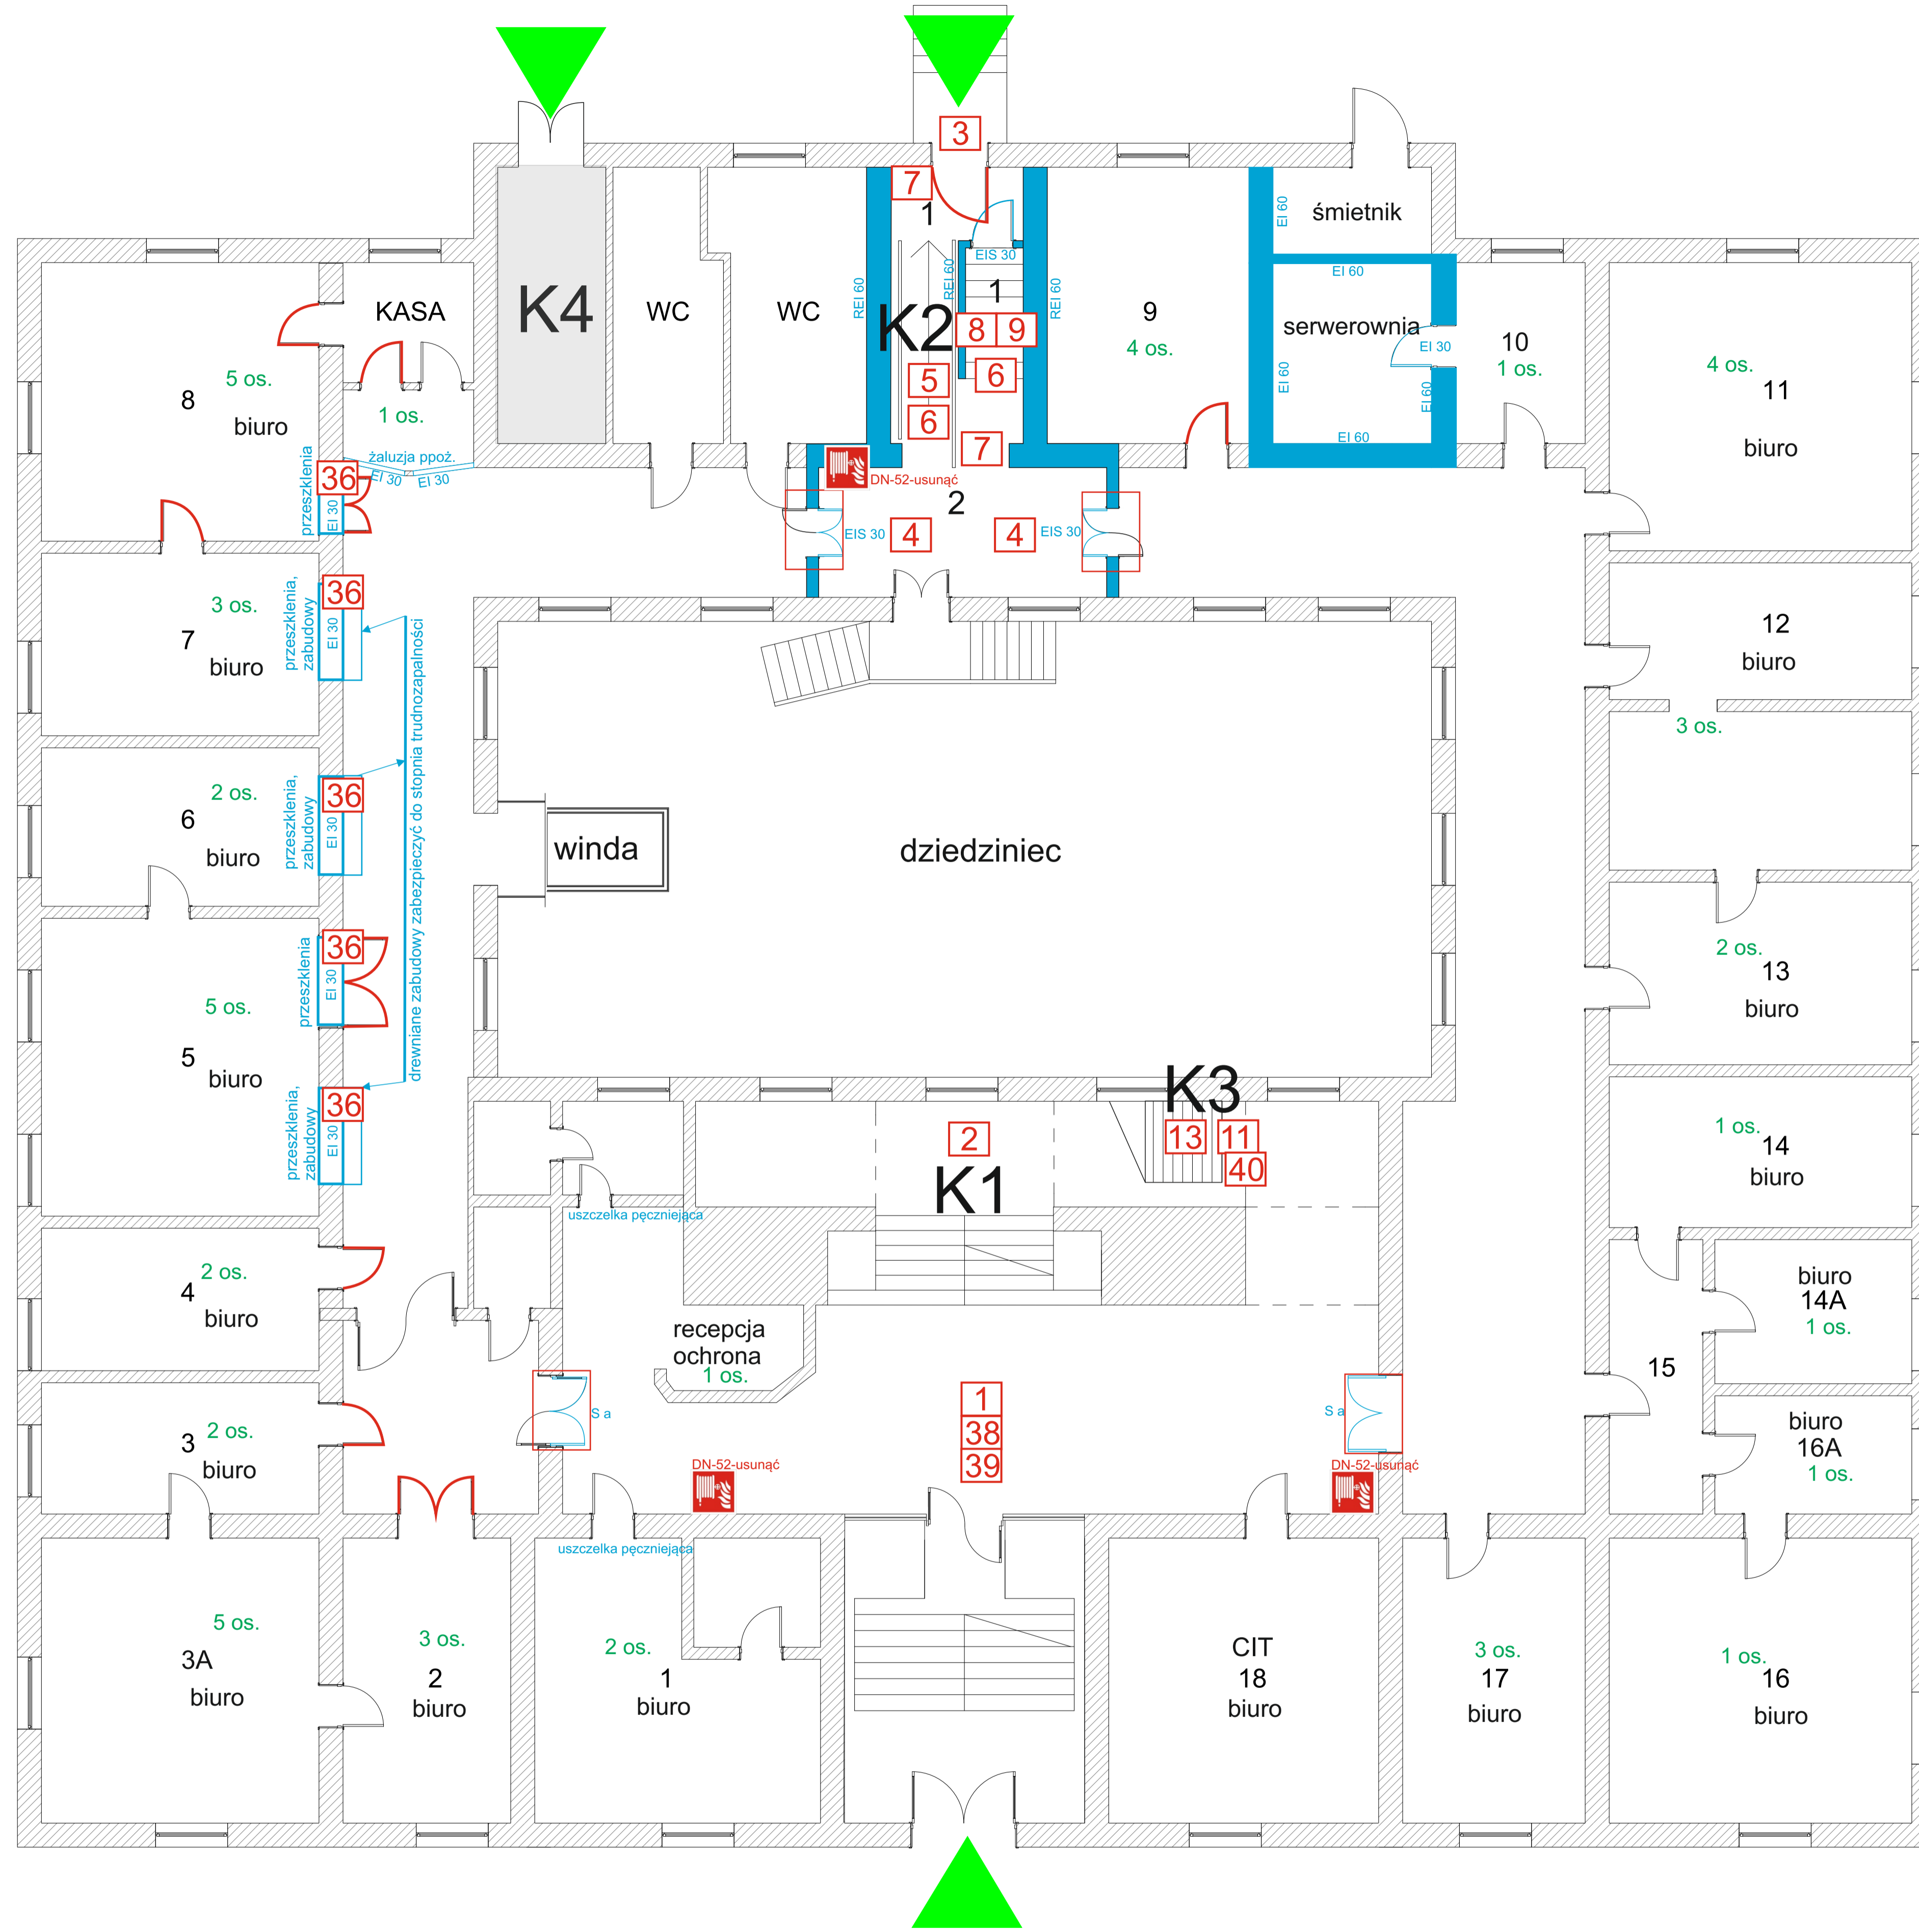 3
7
1
śmietnik
EI 60
EI 60
EIS 30
REI 60
REI 60
REI 60
K4
WC
WC
K2
1
8
9
9
4 os.
serwerownia
EI 30
EI 60
EI 60
EI 60
10
1 os.
4 os.
11
biuro
KASA
5 os.
8
biuro
1 os.
5
6
6
7
żaluzja ppoż.
EI 30
EI 30
przeszklenia
36
EI 30
DN-52-usunąć
2
EIS 30
4
4
EIS 30
36
3 os.
7
biuro
przeszklenia,
zabudowy
EI 30
drewniane zabudowy zabezpieczyć do stopnia trudnozapalności
12
biuro
3 os.
36
2 os.
6
biuro
przeszklenia,
zabudowy
EI 30
winda
dziedziniec
36
przeszklenia
EI 30
5 os.
5
biuro
2 os.
13
biuro
36
przeszklenia,
zabudowy
EI 30
K3
13
11
40
2
K1
1 os.
14
biuro
uszczelka pęczniejąca
2 os.
4
biuro
recepcja
ochrona
1 os.
biuro
14A
1 os.
15
1
38
39
S a
S a
2 os.
3
biuro
biuro
16A
1 os.
DN-52-usunąć
DN-52-usunąć
uszczelka pęczniejąca
5 os.
3A
biuro
3 os.
2
biuro
2 os.
1
biuro
CIT
18
biuro
3 os.
17
biuro
1 os.
16
biuro